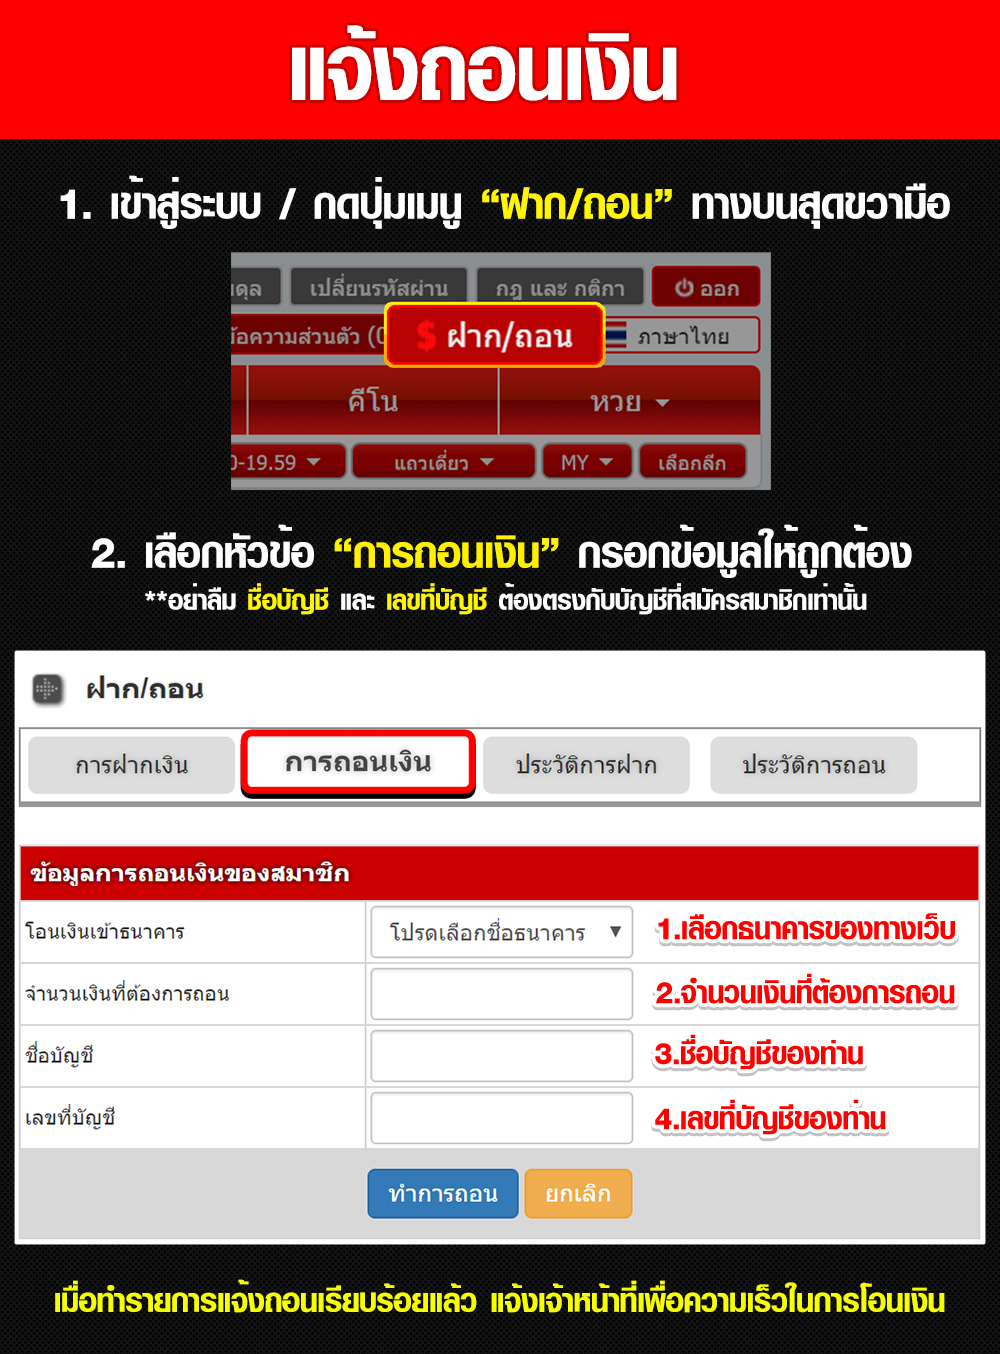 แจ้งถอนเงิน
1. เข้าสู่ระบบ / กดปุ่มเมนู “ฝาก/ถอน” ทางบนสุดขวามือ
เปลี่ยนรหัสผ่าน กฎ และ กติกา ออก
ข้อความส่วนตัว (0 $ ฝาก/ถอน ภาษาไทย
คีโน หวย
0-19.59 แถวเดี่ยว MY เลือกลีก
2. เลือกหัวข้อ “การถอนเงิน” กรอกข้อมูลให้ถูกต้อง
**อย่าลืม ชื่อบัญชี และ เลขที่บัญชี ต้องตรงกับบัญชีที่สมัครสมาชิกเท่านั้น
ฝาก/ถอน
การฝากเงิน การถอนเงิน ประวัติการฝาก ประวัติการถอน
ข้อมูลการถอนเงินของสมาชิก
โอนเงินเข้าธนาคาร โปรดเลือกชื่อธนาคาร 1.เลือกธนาคารของทางเว็บ
จำนวนเงินที่ต้องการถอน 2.จำนวนเงินที่ต้องการถอน
ชื่อบัญชี 3.ชื่อบัญชีของท่าน
เลขที่บัญชี 4.เลขที่บัญชีของท่าน
ทำการถอน ยกเลิก
เมื่อทำรายการแจ้งถอนเรียบร้อยแล้ว แจ้งเจ้าหน้าที่เพื่อความเร็วในการโอนเงิน